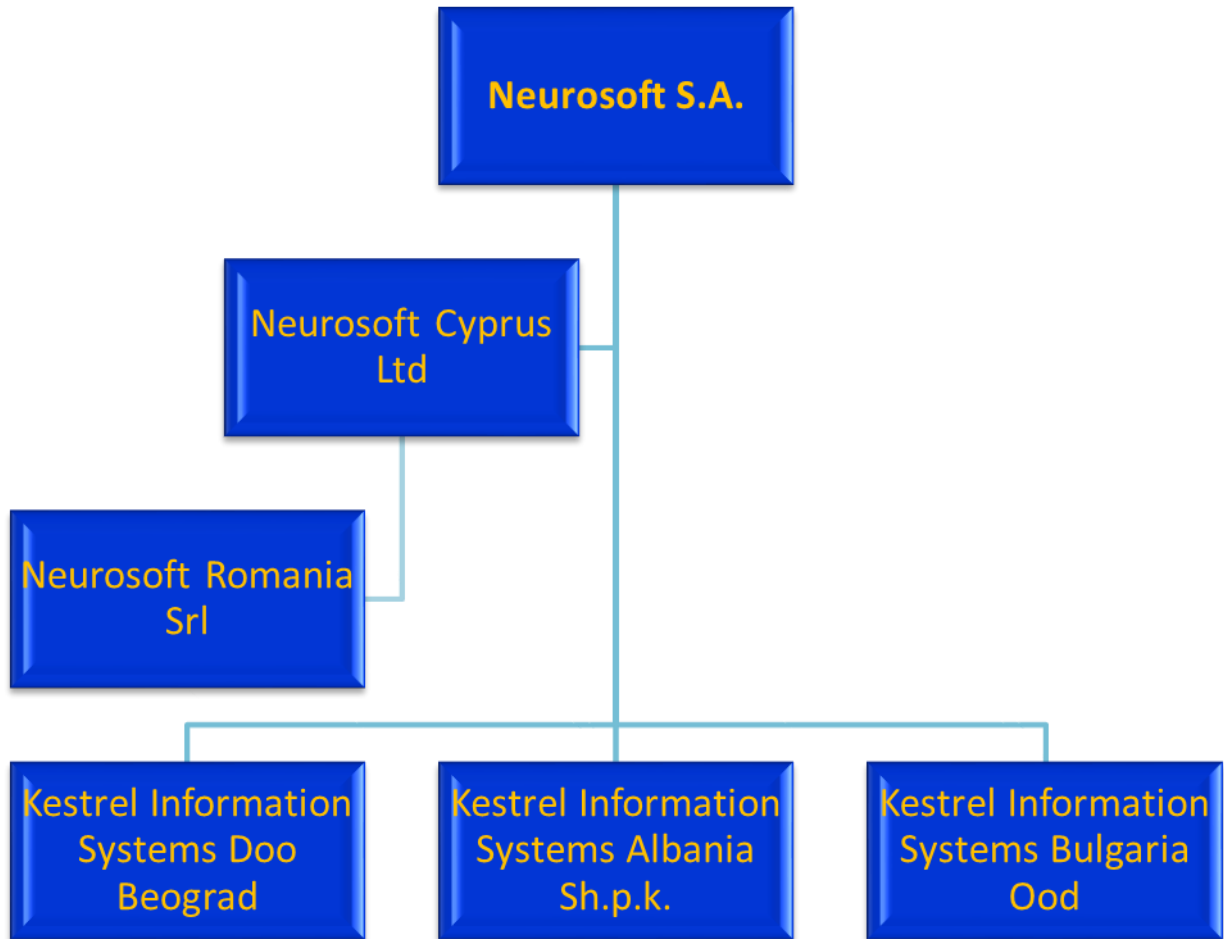 Neurosoft S.A.
Neurosoft Cyprus
Ltd
Neurosoft Romania
Srl
Kestrel Information
Systems Doo
Beograd
Kestrel Information
Systems Albania
Sh.p.k.
Kestrel Information
Systems Bulgaria
Ood